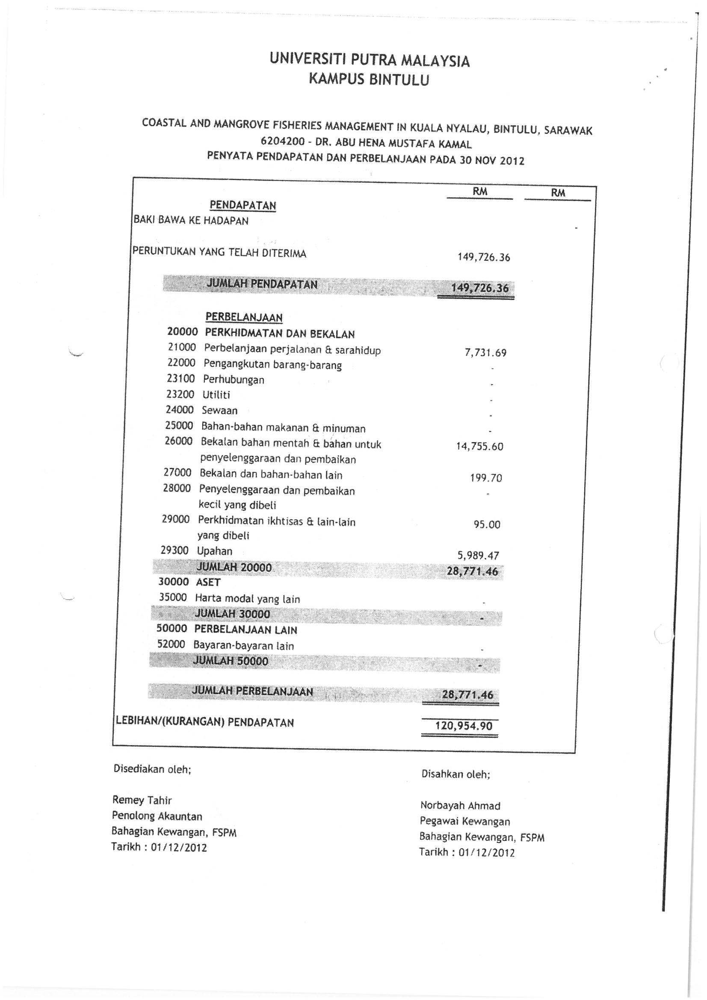 UNIVERSITI PUTRA MALAYSIA
KAMPUS BINTULU
COASTAL AND MANGROVE FISHERIES MANAGEMENT IN KUALA NYALAU, BINTULU, SARAWAK
6204200 - DR. ABU HENA MUSTAFA KAMAL
PENYATA PENDAPATAN DAN PERBELANJAAN PADA 30 NOV 2012
RM RM
PENDAPATAN
BAKI BAWA KE HADAPAN -
PERUNTUKAN YANG TELAH DITERIMA 149,726.36
JUMLAH PENDAPATAN 149,726.36
PERBELANJAAN
20000 PERKHIDMATAN DAN BEKALAN
21000 Perbelanjaan perjalanan & sarahidup 7,731.69
22000 Pengangkutan barang-barang -
23100 Perhubungan -
23200 Utiliti -
24000 Sewaan -
25000 Bahan-bahan makanan & minuman -
26000 Bekalan bahan mentah & bahan untuk 14,755.60
penyelenggaraan dan pembaikan
27000 Bekalan dan bahan-bahan lain 199.70
28000 Penyelenggaraan dan pembaikan -
kecil yang dibeli
29000 Perkhidmatan ikhtisas & lain-lain 95.00
yang dibeli
29300 Upahan 5,989.47
JUMLAH 20000 28,771.46
30000 ASET
35000 Harta modal yang lain -
JUMLAH 30000 -
50000 PERBELANJAAN LAIN
52000 Bayaran-bayaran lain -
JUMLAH 50000 -
JUMLAH PERBELANJAAN 28,771.46
LEBIHAN/(KURANGAN) PENDAPATAN 120,954.90
Disediakan oleh; Disahkan oleh;
Remey Tahir Norbayah Ahmad
Penolong Akauntan Pegawai Kewangan
Bahagian Kewangan, FSPM Bahagian Kewangan, FSPM
Tarikh : 01/12/2012 Tarikh : 01/12/2012